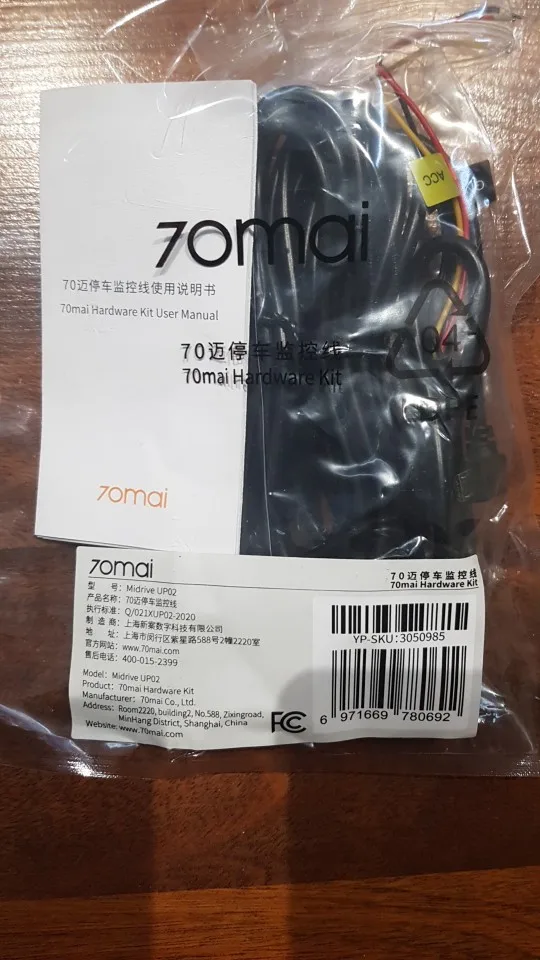 ACC
70mai
70迈停车监控线使用说明书
70mai Hardware Kit User Manual
70迈停车监控线
70mai Hardware Kit
04
70mai
70mai
70迈停车监控线
70mai Hardware Kit
型 号：Midrive UP02
产品名称：70迈停车监控线
执行标准：Q/021XUP02-2020
制 造 商：上海新案数字科技有限公司
地 址：上海市闵行区紫星路588号2幢2220室
官方网站：www.70mai.com
售后电话：400-015-2399
Model: Midrive UP02
Product: 70mai Hardware Kit
Manufacturer: 70mai Co., Ltd.
Address: Room2220, building2, No.588, Zixingroad,
MinHang District, Shanghai, China
Website: www.70mai.com
FC
YP-SKU:3050985
6 971669 780692